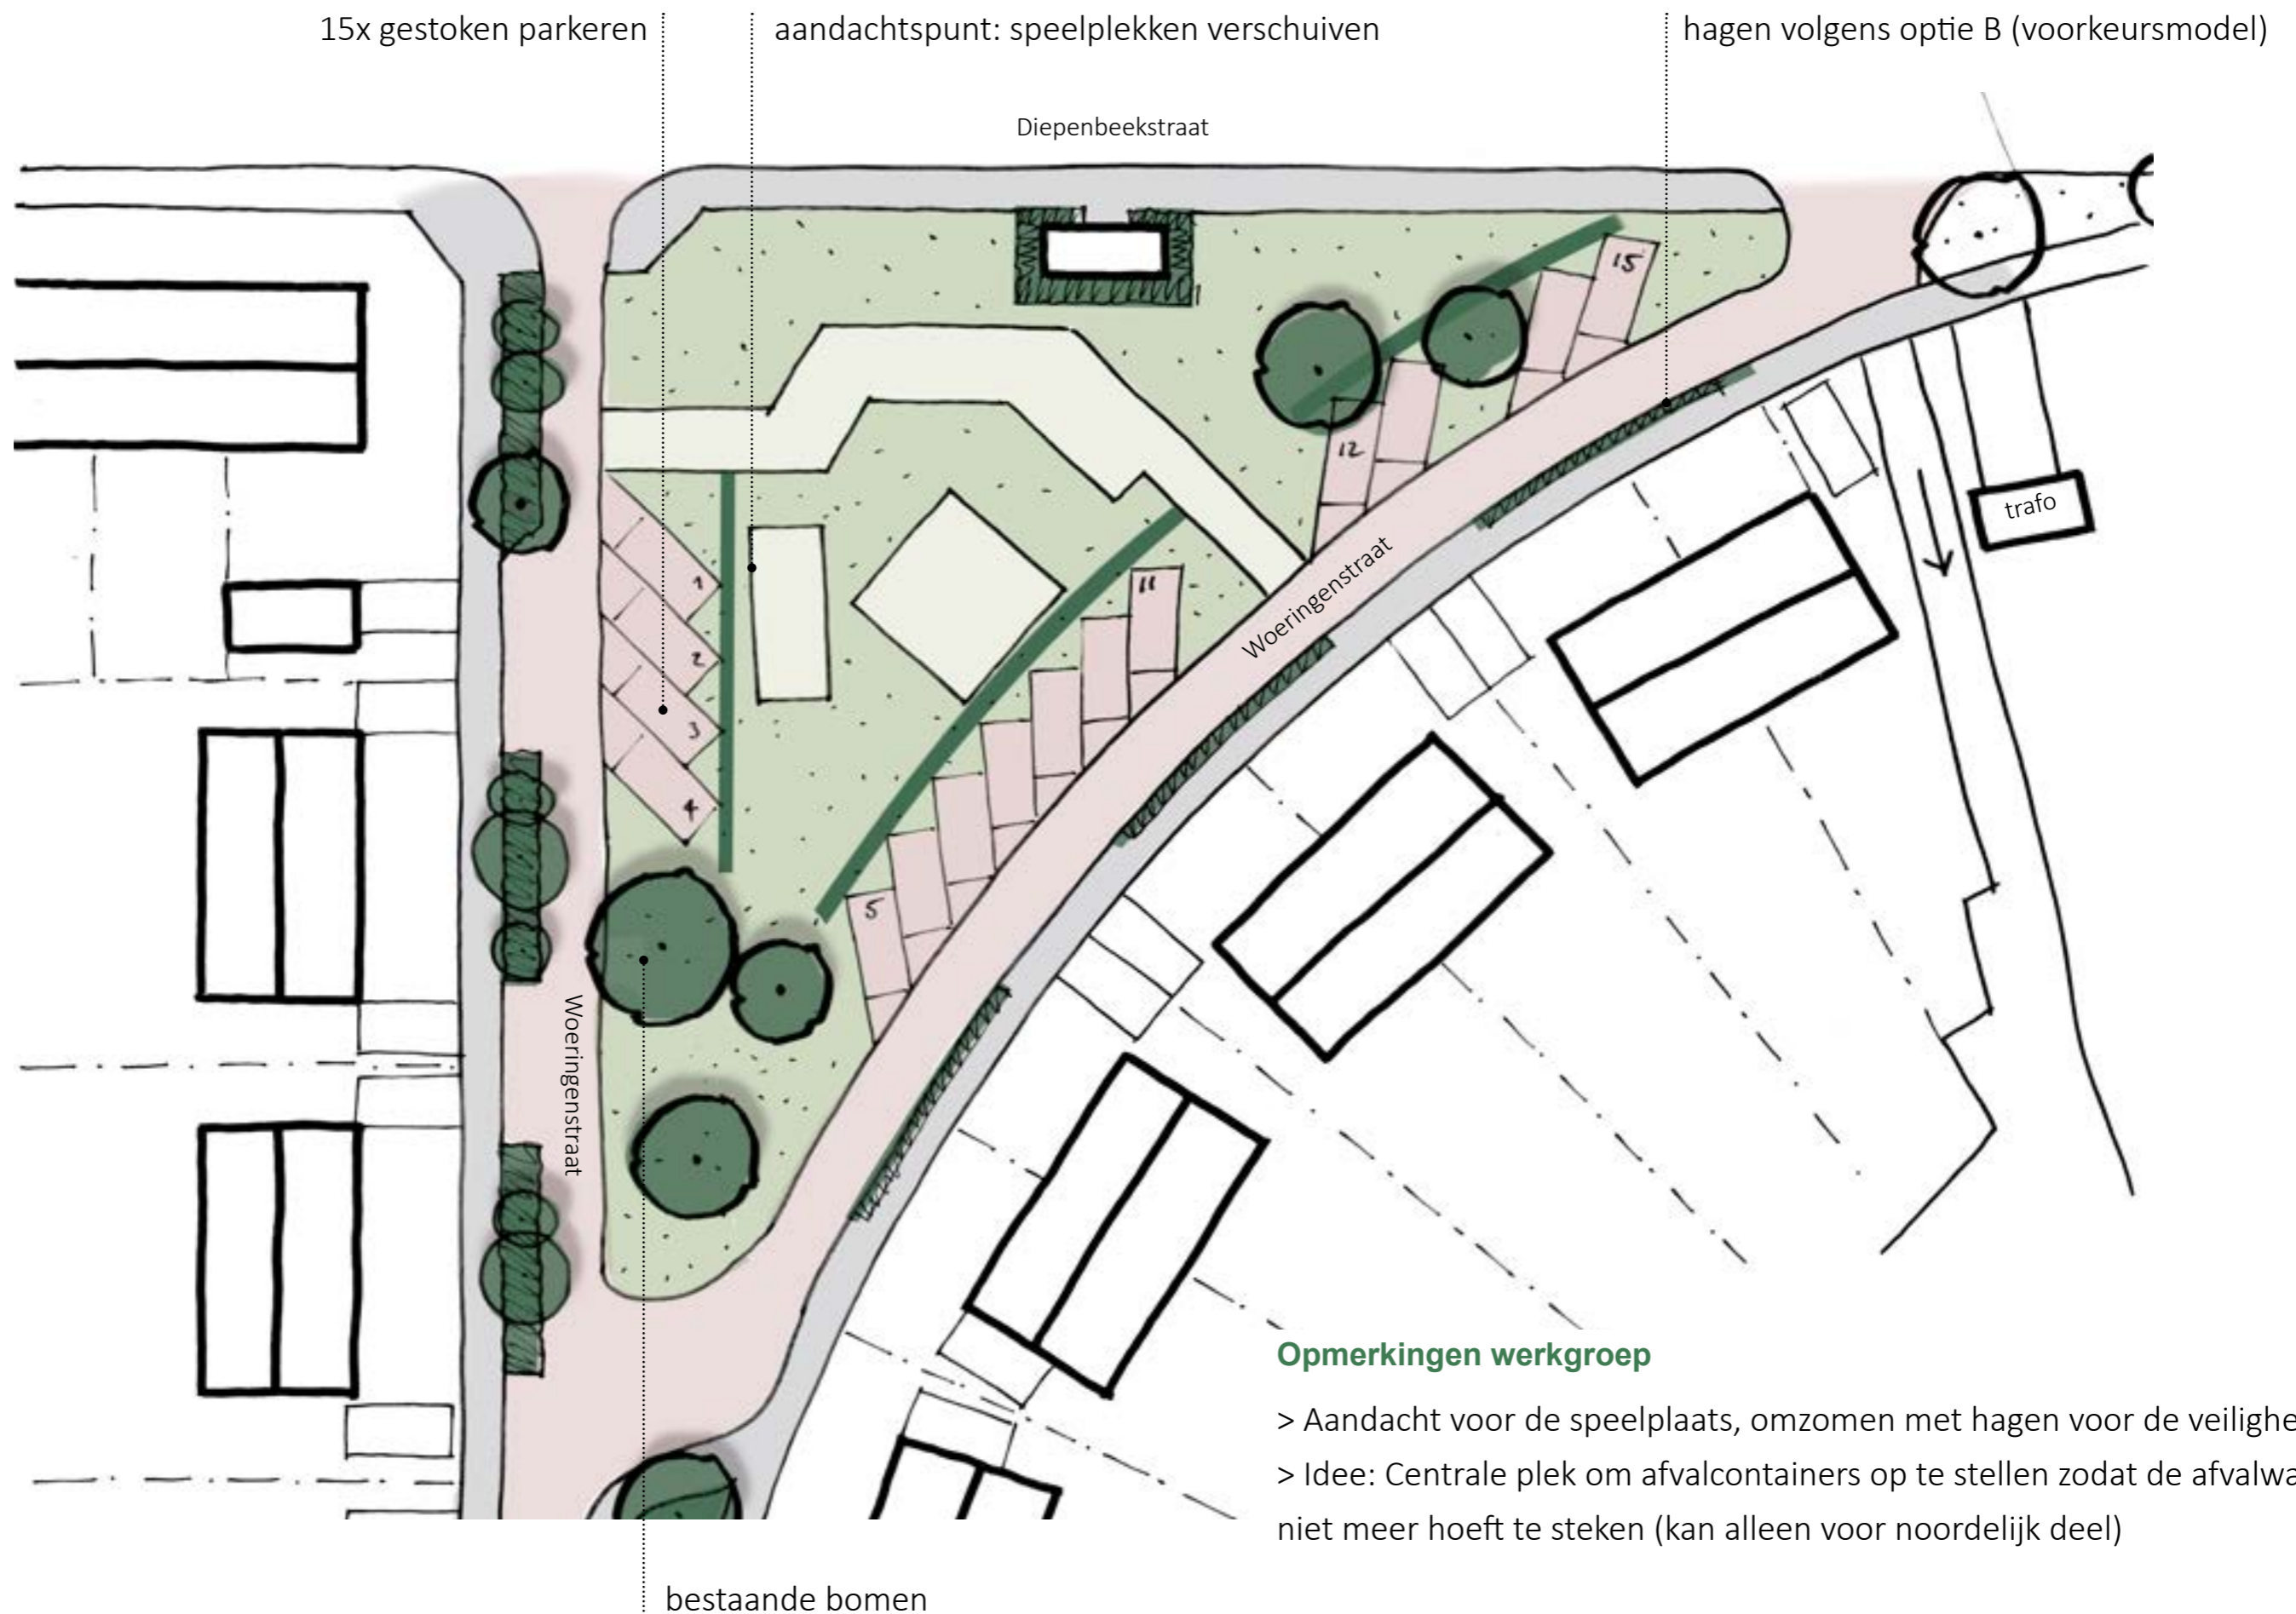 15x gestoken parkeren
aandachtspunt: speelplekken verschuiven
hagen volgens optie B (voorkeursmodel)
Diepenbeekstraat
15
12
trafo
11
Woeringenstraat
1
2
3
4
5
Woeringenstraat
Opmerkingen werkgroep
> Aandacht voor de speelplaats, omzomen met hagen voor de veilighe
> Idee: Centrale plek om afvalcontainers op te stellen zodat de afvalwa
niet meer hoeft te steken (kan alleen voor noordelijk deel)
bestaande bomen